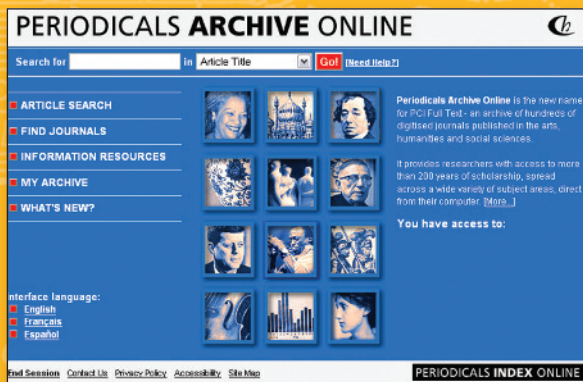 PERIODICALS ARCHIVE ONLINE
Search for in Article Title Go! [Need Help?]
ARTICLE SEARCH
FIND JOURNALS
INFORMATION RESOURCES
MY ARCHIVE
WHAT'S NEW?
Periodicals Archive Online is the new name
for PCI Full Text - an archive of hundreds of
digitised journals published in the arts,
humanities and social sciences.
It provides researchers with access to more
than 200 years of scholarship, spread
across a wide variety of subject areas, direct
from their computer. [More...]
You have access to:
nterface language:
English
Français
Español
End Session Contact Us Privacy Policy Accessibility Site Map
PERIODICALS INDEX ONLINE